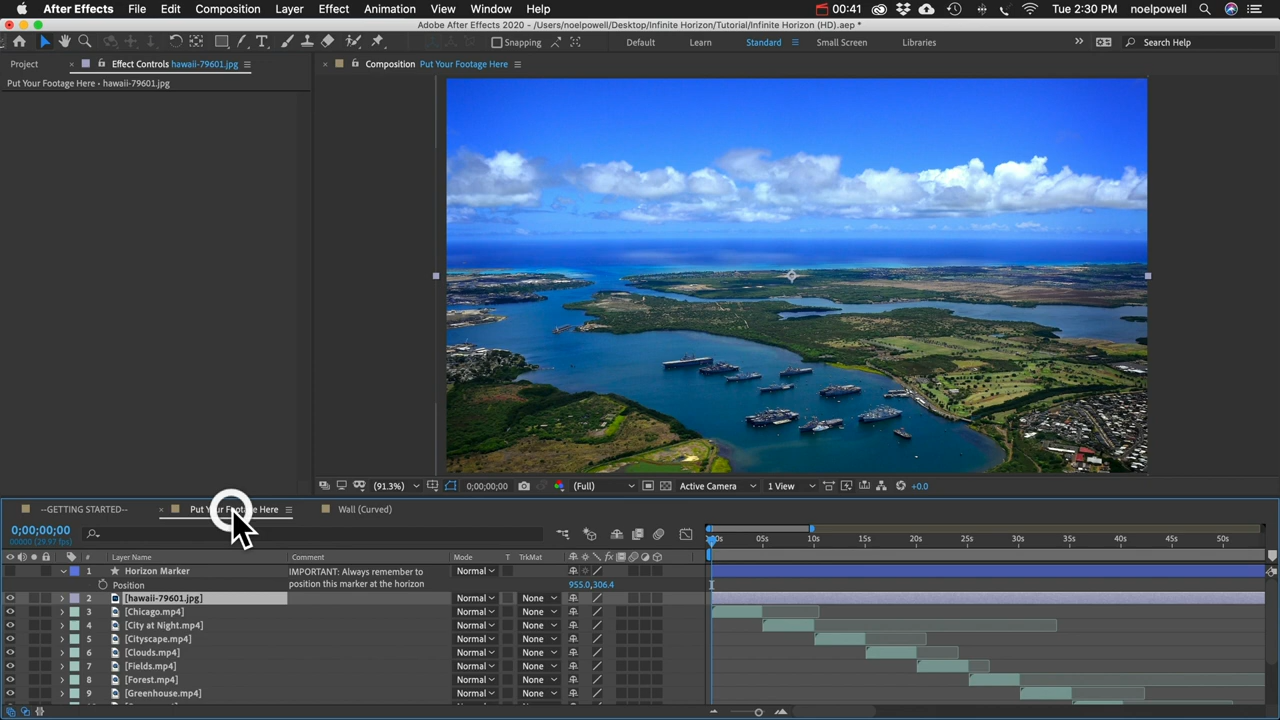 After Effects File Edit Composition Layer Effect Animation View Window Help 00:41 Tue 2:30 PM noelpowell
Adobe After Effects 2020 - /Users/noelpowell/Desktop/Infinite Horizon/Tutorial/Infinite Horizon (HD).aep *
Snapping Default Learn Standard Small Screen Libraries Search Help
Project Effect Controls hawaii-79601.jpg Composition Put Your Footage Here
Put Your Footage Here • hawaii-79601.jpg
(91.3%) 0;00;00;00 (Full) Active Camera 1 View +0.0
--GETTING STARTED-- Put Your Footage Here Wall (Curved)
0;00;00;00
00000 (29.97 fps)
05s 10s 15s 20s 25s 30s 35s 40s 45s 50s
# Layer Name Comment Mode T TrkMat
1 Horizon Marker IMPORTANT: Always remember to Normal
Position position this marker at the horizon 955.0,306.4
2 [hawaii-79601.jpg] Normal None
3 [Chicago.mp4] Normal None
4 [City at Night.mp4] Normal None
5 [Cityscape.mp4] Normal None
6 [Clouds.mp4] Normal None
7 [Fields.mp4] Normal None
8 [Forest.mp4] Normal None
9 [Greenhouse.mp4] Normal None